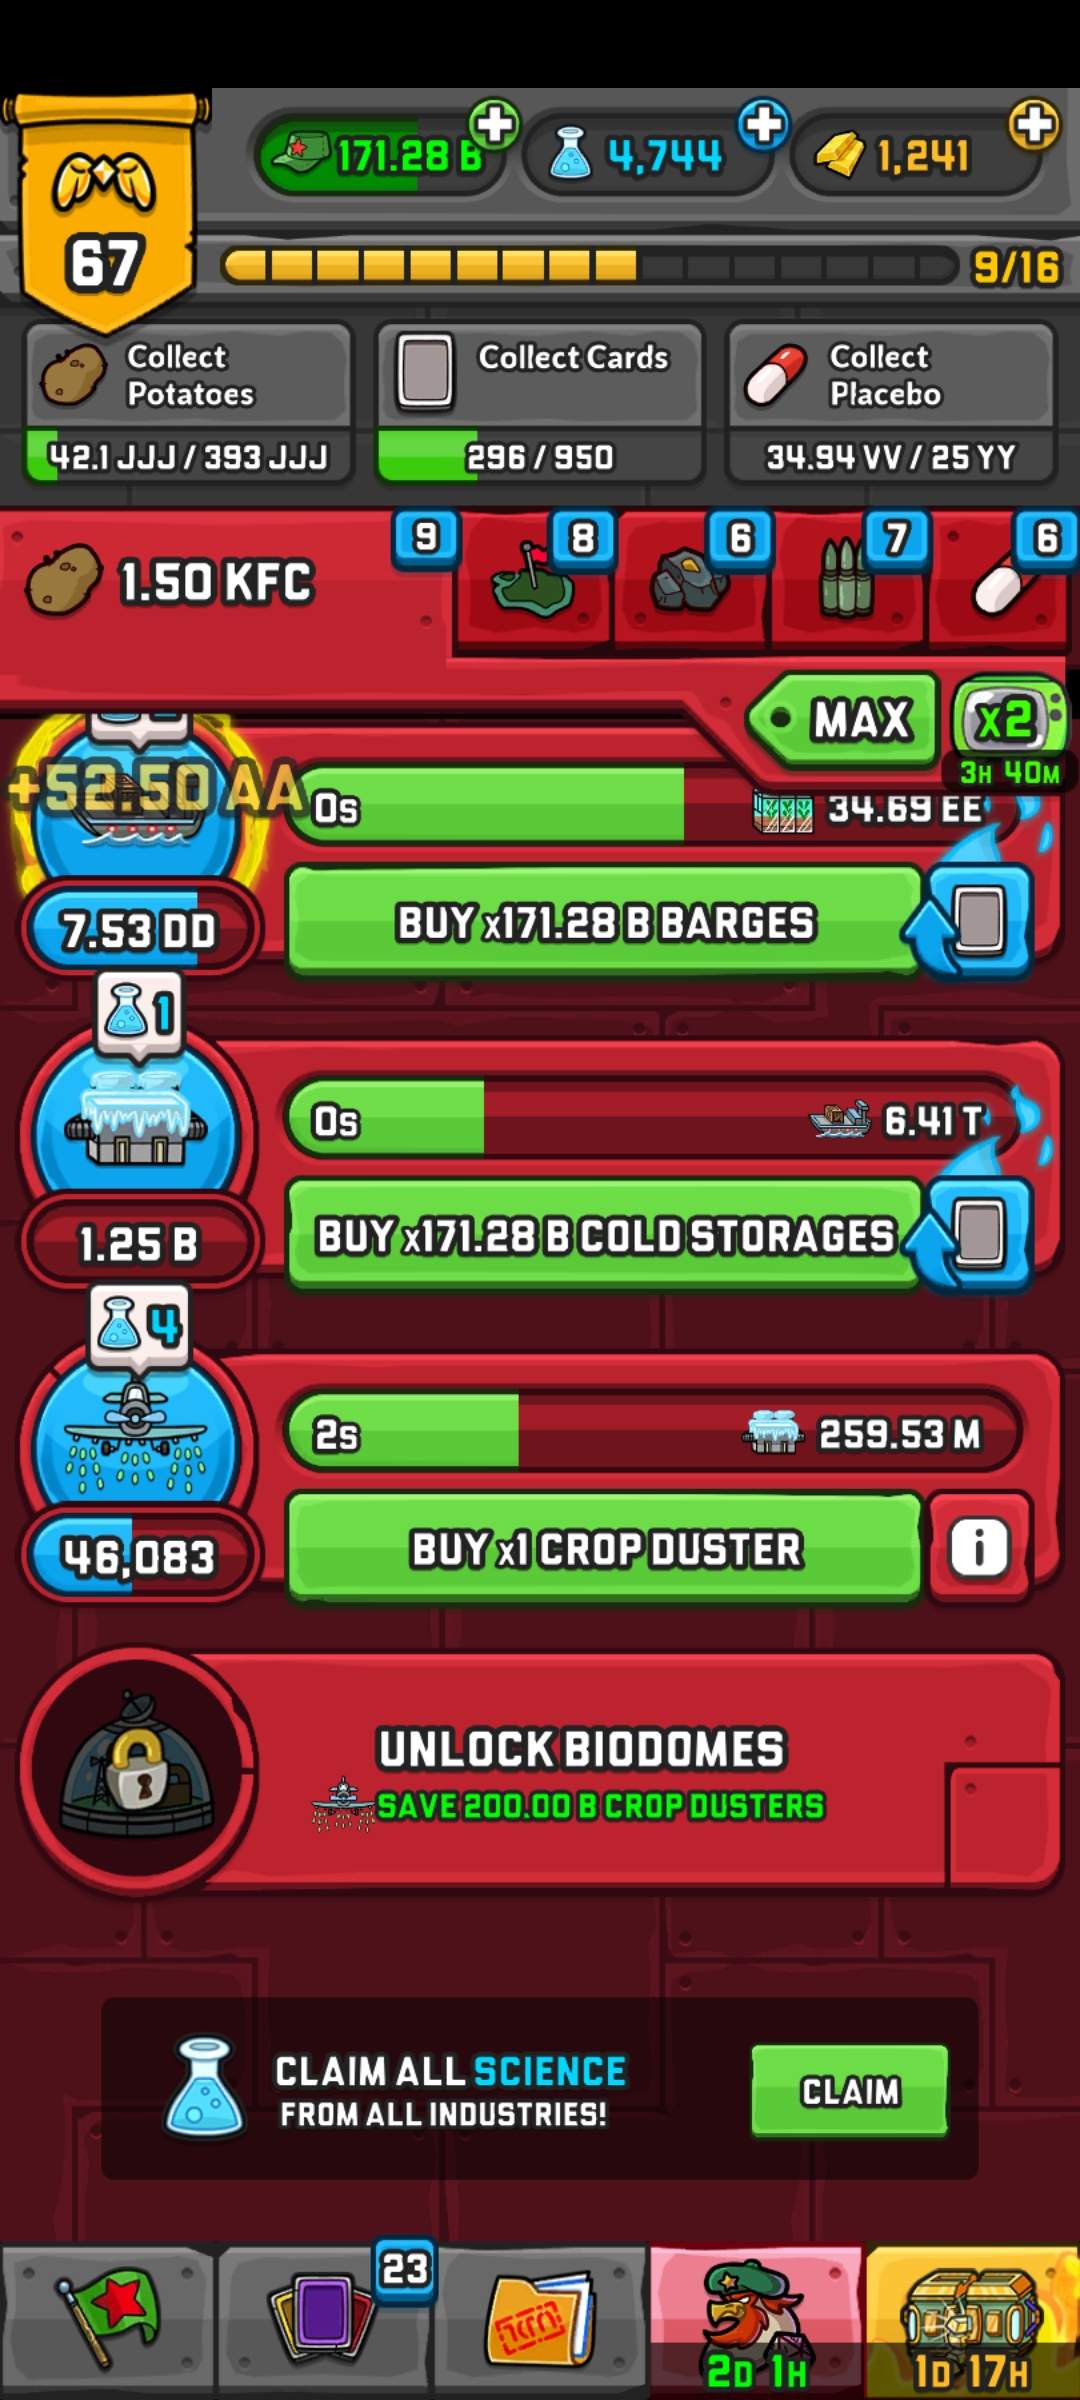 171.28 B
4,744
1,241
67
9/16
Collect
Potatoes
42.1 JJJ / 393 JJJ
Collect Cards
296 / 950
Collect
Placebo
34.94 VV / 25 YY
1.50 KFC
9
8
6
7
6
MAX
x2
3H 40M
+52.50 AA
0s
34.69 EE
7.53 DD
BUY x171.28 B BARGES
1
0s
6.41 T
1.25 B
BUY x171.28 B COLD STORAGES
4
2s
259.53 M
46,083
BUY x1 CROP DUSTER
i
UNLOCK BIODOMES
SAVE 200.00 B CROP DUSTERS
CLAIM ALL SCIENCE
FROM ALL INDUSTRIES!
CLAIM
23
2D 1H
1D 17H